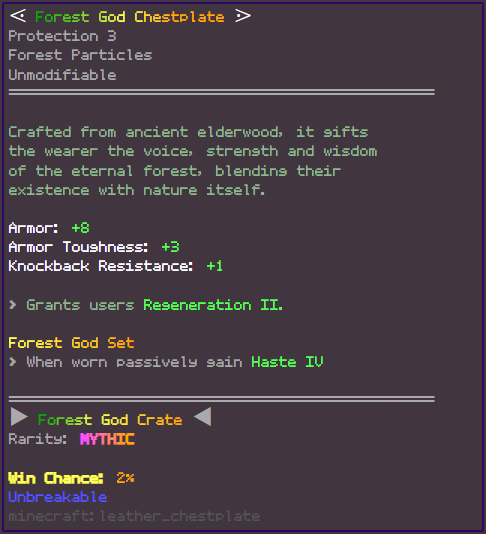 ⋖ Forest God Chestplate ⋗
Protection 3
Forest Particles
Unmodifiable
Crafted from ancient elderwood, it gifts
the wearer the voice, strength and wisdom
of the eternal forest, blending their
existence with nature itself.
Armor: +8
Armor Toughness: +3
Knockback Resistance: +1
> Grants users Regeneration II.
Forest God Set
> When worn passively gain Haste IV
▶ Forest God Crate ◀
Rarity: MYTHIC
Win Chance: 2%
Unbreakable
minecraft:leather_chestplate